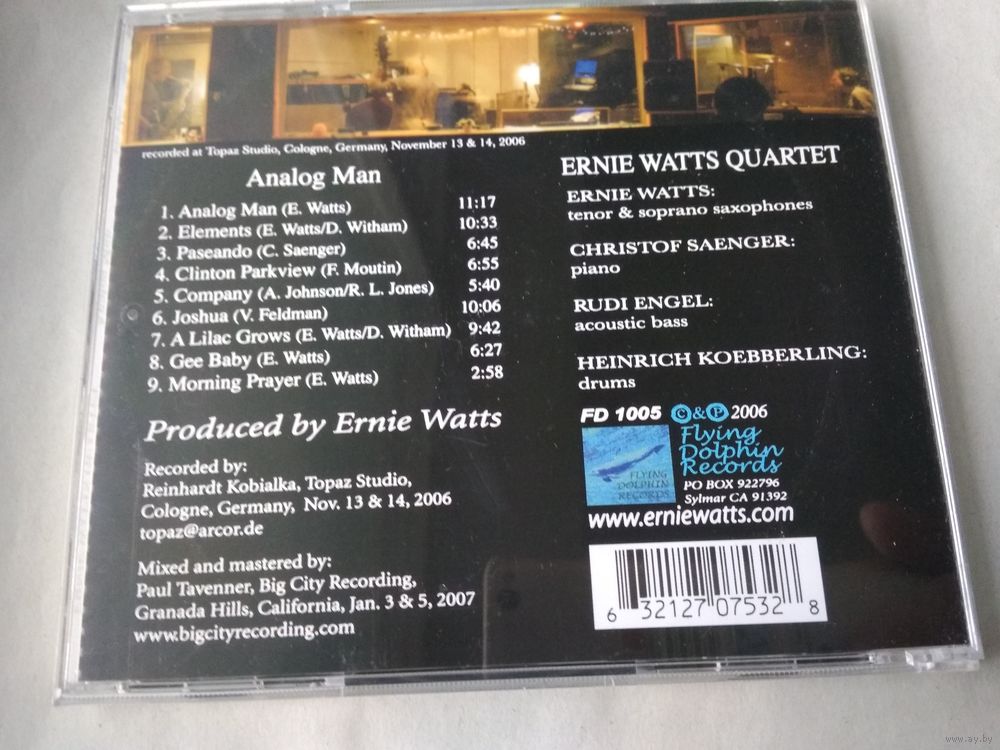 recorded at Topaz Studio, Cologne, Germany, November 13 & 14, 2006
Analog Man
1. Analog Man (E. Watts) 11:17
2. Elements (E. Watts/D. Witham) 10:33
3. Paseando (C. Saenger) 6:45
4. Clinton Parkview (F. Moutin) 6:55
5. Company (A. Johnson/R. L. Jones) 5:40
6. Joshua (V. Feldman) 10:06
7. A Lilac Grows (E. Watts/D. Witham) 9:42
8. Gee Baby (E. Watts) 6:27
9. Morning Prayer (E. Watts) 2:58
Produced by Ernie Watts
Recorded by:
Reinhardt Kobialka, Topaz Studio,
Cologne, Germany, Nov. 13 & 14, 2006
topaz@arcor.de
Mixed and mastered by:
Paul Tavenner, Big City Recording,
Granada Hills, California, Jan. 3 & 5, 2007
www.bigcityrecording.com
ERNIE WATTS QUARTET
ERNIE WATTS:
tenor & soprano saxophones
CHRISTOF SAENGER:
piano
RUDI ENGEL:
acoustic bass
HEINRICH KOEBBERLING:
drums
FD 1005 ©&℗ 2006
Flying
Dolphin
Records
FLYING
DOLPHIN
RECORDS
PO BOX 922796
Sylmar CA 91392
www.erniewatts.com
6 32127 07532 8
www.ay.by